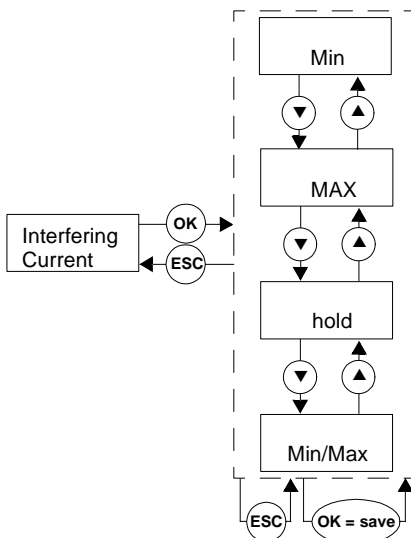 Min
MAX
OK
Interfering
Current
ESC
hold
Min/Max
ESC
OK = save